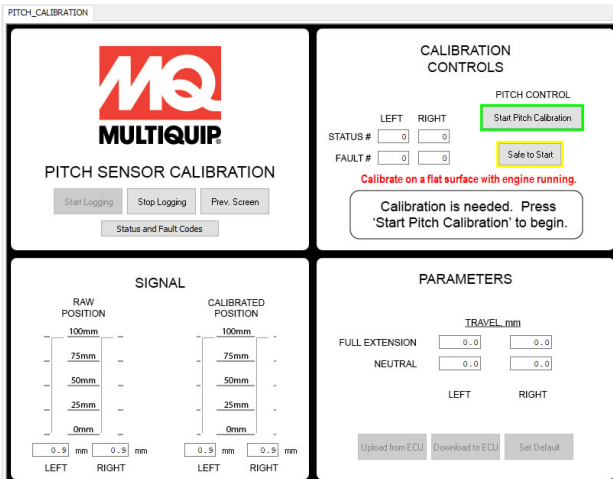 PITCH_CALIBRATION
MQ
MULTIQUIP
PITCH SENSOR CALIBRATION
Start Logging Stop Logging Prev. Screen
Status and Fault Codes
CALIBRATION
CONTROLS
PITCH CONTROL
LEFT RIGHT Start Pitch Calibration
STATUS # 0 0
FAULT # 0 0 Safe to Start
Calibrate on a flat surface with engine running.
Calibration is needed. Press
‘Start Pitch Calibration’ to begin.
SIGNAL
RAW
POSITION
100mm
75mm
50mm
25mm
0mm
0.9 mm 0.9 mm
LEFT RIGHT
CALIBRATED
POSITION
100mm
75mm
50mm
25mm
0mm
0.9 mm 0.9 mm
LEFT RIGHT
PARAMETERS
TRAVEL, mm
FULL EXTENSION 0.0 0.0
NEUTRAL 0.0 0.0
LEFT RIGHT
Upload from ECU Download to ECU Set Default